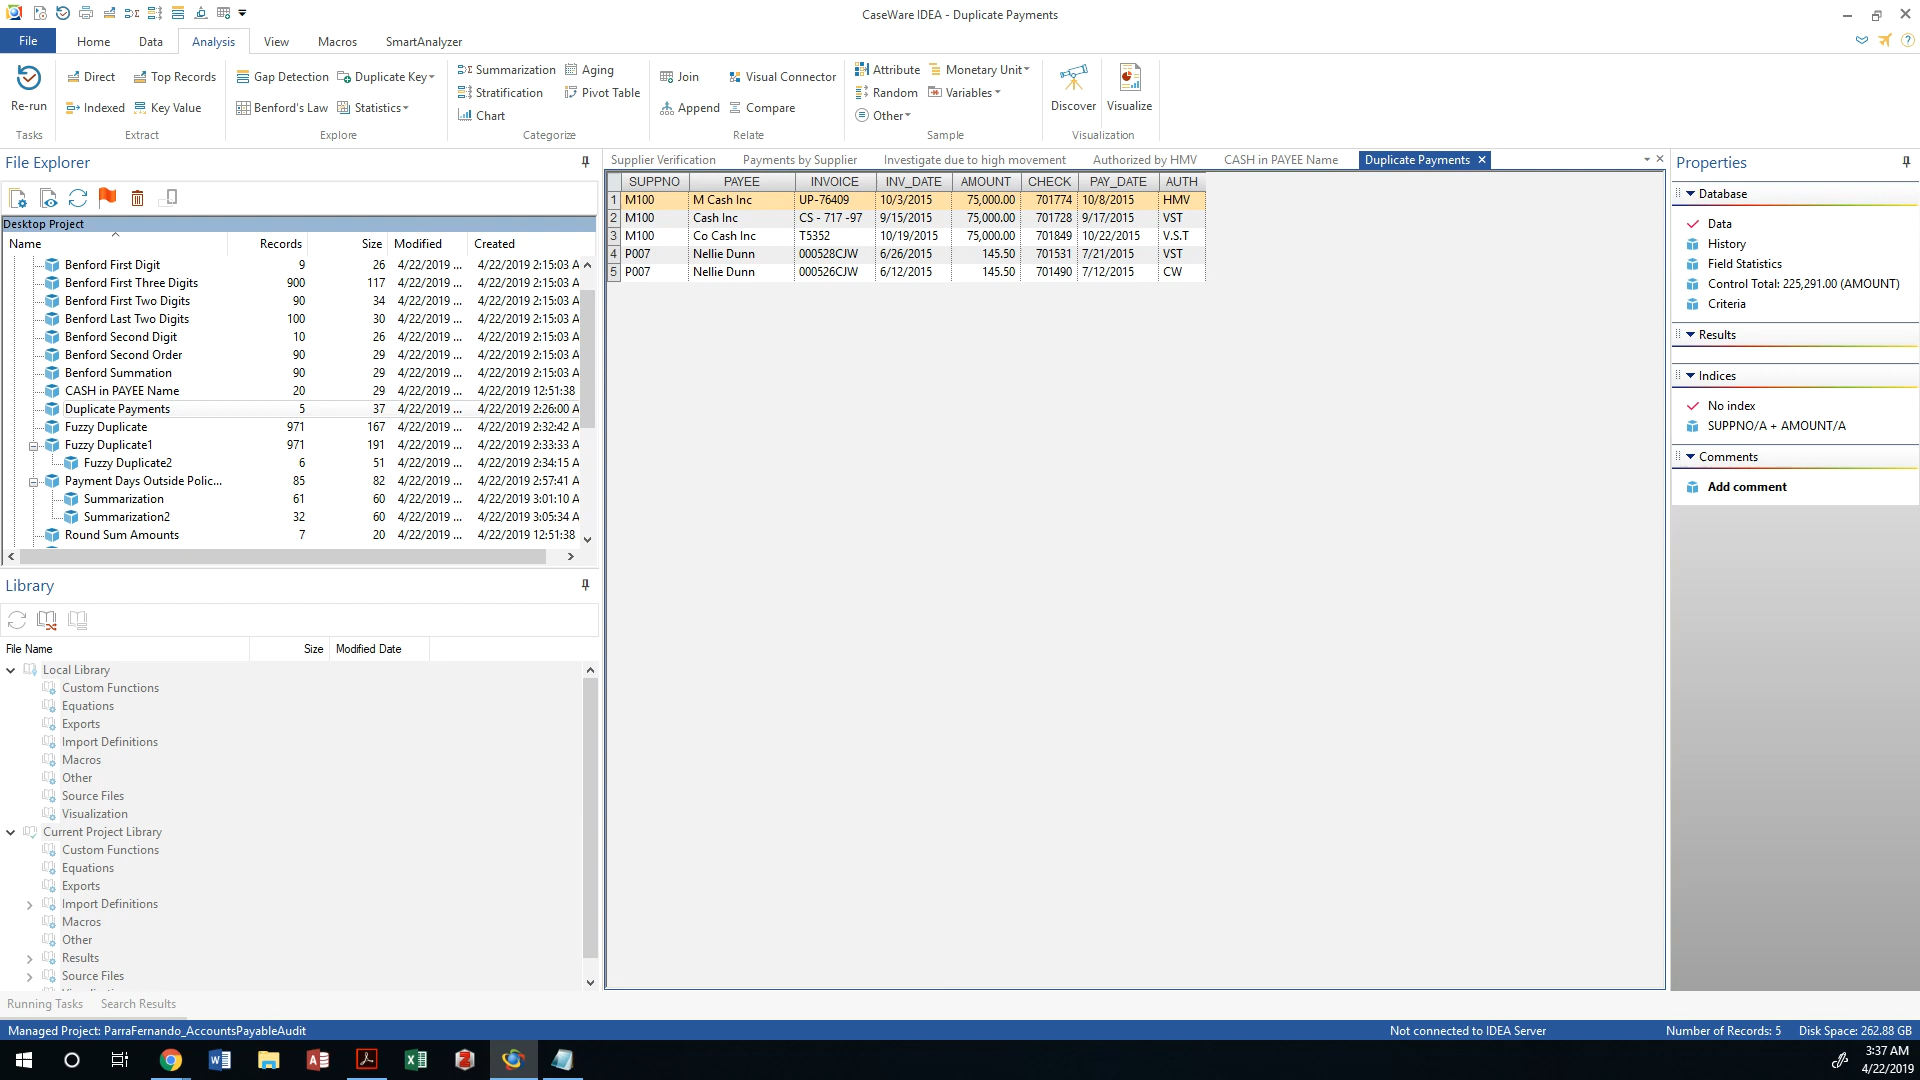 CaseWare IDEA - Duplicate Payments
File Home Data Analysis View Macros SmartAnalyzer
Re-run
Tasks
Direct Top Records
Indexed Key Value
Extract
Gap Detection Duplicate Key
Benford's Law Statistics
Explore
Summarization Aging
Stratification Pivot Table
Chart
Categorize
Join Visual Connector
Append Compare
Relate
Attribute Monetary Unit
Random Variables
Other
Sample
Discover Visualize
Visualization
File Explorer
Desktop Project
Name Records Size Modified Created
Benford First Digit 9 26 4/22/2019 ... 4/22/2019 2:15:03 A
Benford First Three Digits 900 117 4/22/2019 ... 4/22/2019 2:15:03 A
Benford First Two Digits 90 34 4/22/2019 ... 4/22/2019 2:15:03 A
Benford Last Two Digits 100 30 4/22/2019 ... 4/22/2019 2:15:03 A
Benford Second Digit 10 26 4/22/2019 ... 4/22/2019 2:15:03 A
Benford Second Order 90 29 4/22/2019 ... 4/22/2019 2:15:03 A
Benford Summation 90 29 4/22/2019 ... 4/22/2019 2:15:03 A
CASH in PAYEE Name 20 29 4/22/2019 ... 4/22/2019 12:51:38
Duplicate Payments 5 37 4/22/2019 ... 4/22/2019 2:26:00 A
Fuzzy Duplicate 971 167 4/22/2019 ... 4/22/2019 2:32:42 A
Fuzzy Duplicate1 971 191 4/22/2019 ... 4/22/2019 2:33:33 A
Fuzzy Duplicate2 6 51 4/22/2019 ... 4/22/2019 2:34:15 A
Payment Days Outside Polic... 85 82 4/22/2019 ... 4/22/2019 2:57:41 A
Summarization 61 60 4/22/2019 ... 4/22/2019 3:01:10 A
Summarization2 32 60 4/22/2019 ... 4/22/2019 3:05:34 A
Round Sum Amounts 7 20 4/22/2019 ... 4/22/2019 12:51:38
Library
File Name Size Modified Date
Local Library
Custom Functions
Equations
Exports
Import Definitions
Macros
Other
Source Files
Visualization
Current Project Library
Custom Functions
Equations
Exports
Import Definitions
Macros
Other
Results
Source Files
Running Tasks Search Results
Supplier Verification Payments by Supplier Investigate due to high movement Authorized by HMV CASH in PAYEE Name Duplicate Payments
SUPPNO PAYEE INVOICE INV_DATE AMOUNT CHECK PAY_DATE AUTH
1 M100 M Cash Inc UP-76409 10/3/2015 75,000.00 701774 10/8/2015 HMV
2 M100 Cash Inc CS - 717 -97 9/15/2015 75,000.00 701728 9/17/2015 VST
3 M100 Co Cash Inc T5352 10/19/2015 75,000.00 701849 10/22/2015 V.S.T
4 P007 Nellie Dunn 000528CJW 6/26/2015 145.50 701531 7/21/2015 VST
5 P007 Nellie Dunn 000526CJW 6/12/2015 145.50 701490 7/12/2015 CW
Properties
Database
Data
History
Field Statistics
Control Total: 225,291.00 (AMOUNT)
Criteria
Results
Indices
No index
SUPPNO/A + AMOUNT/A
Comments
Add comment
Managed Project: ParraFernando_AccountsPayableAudit Not connected to IDEA Server Number of Records: 5 Disk Space: 262.88 GB
3:37 AM
4/22/2019